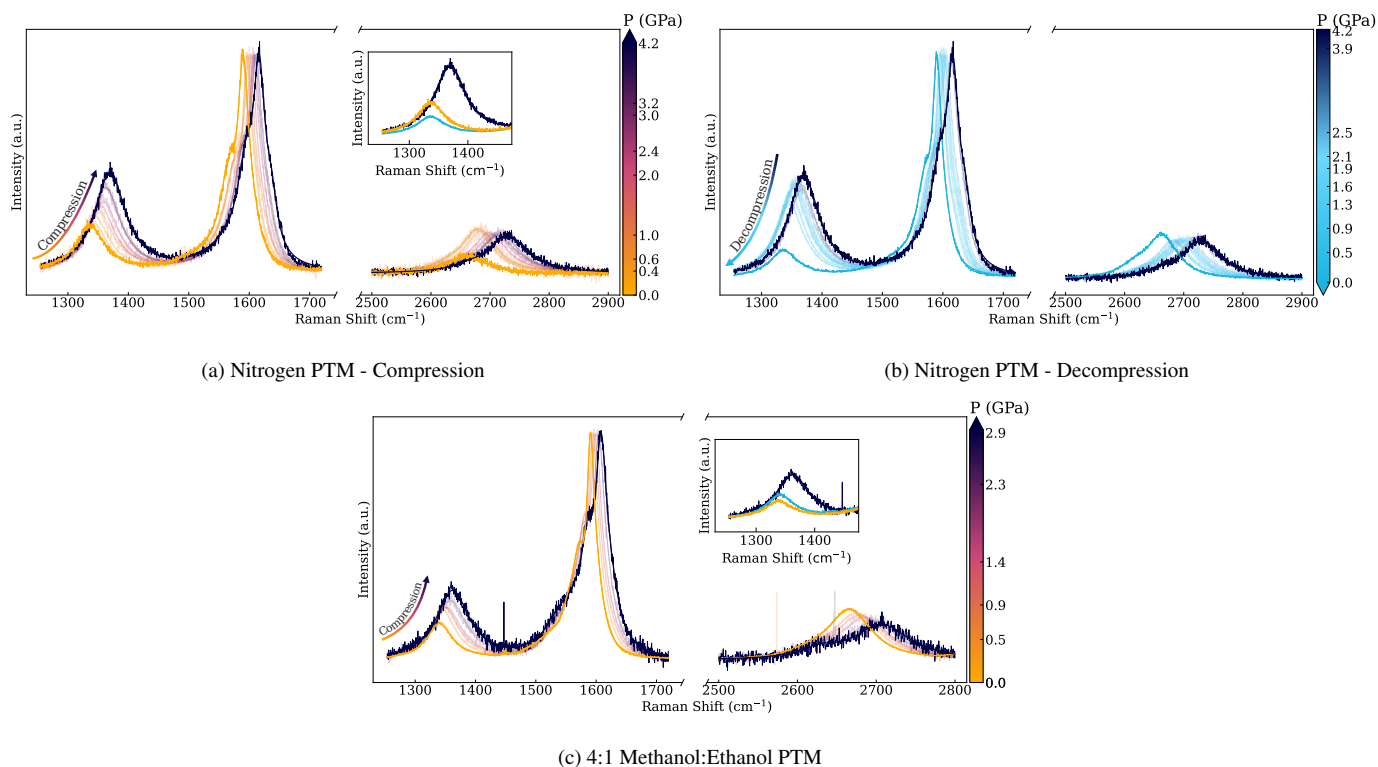 P (GPa)
4.2
3.2
3.0
2.4
2.0
1.0
0.6
0.4
0.0
Intensity (a.u.)
Compression
1300 1400 1500 1600 1700
2500 2600 2700 2800 2900
Raman Shift (cm⁻¹)
Intensity (a.u.)
1300 1400
Raman Shift (cm⁻¹)
(a) Nitrogen PTM - Compression
P (GPa)
4.2
3.9
2.5
2.1
1.9
1.6
1.3
0.9
0.5
0.0
Intensity (a.u.)
Decompression
1300 1400 1500 1600 1700
2500 2600 2700 2800 2900
Raman Shift (cm⁻¹)
(b) Nitrogen PTM - Decompression
P (GPa)
2.9
2.3
1.4
0.9
0.5
0.0
Intensity (a.u.)
Compression
1300 1400 1500 1600 1700
2500 2600 2700 2800
Raman Shift (cm⁻¹)
Intensity (a.u.)
1300 1400
Raman Shift (cm⁻¹)
(c) 4:1 Methanol:Ethanol PTM